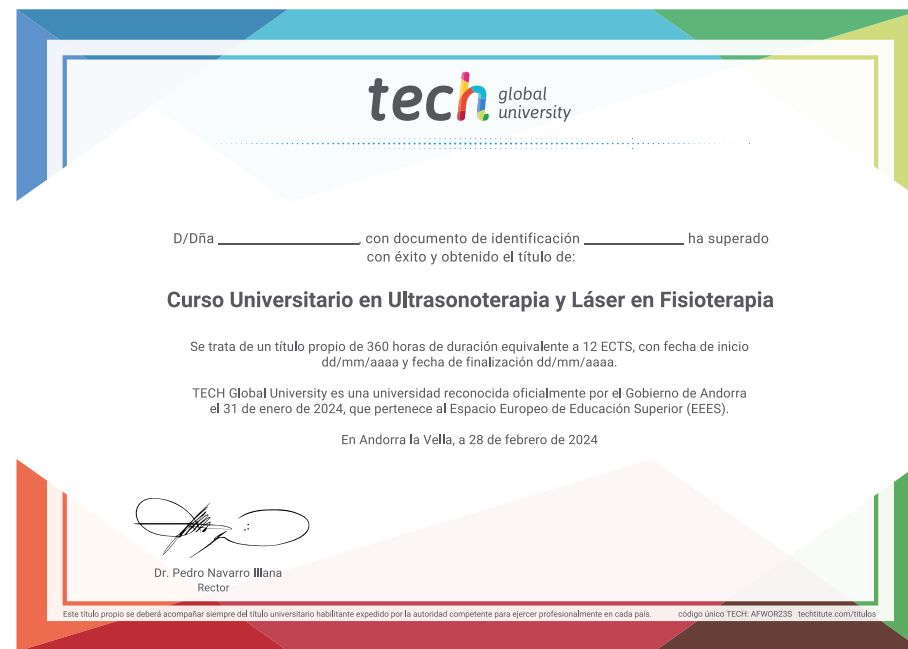 tech global university
D/Dña ____________________, con documento de identificación ______________ ha superado
con éxito y obtenido el título de:
Curso Universitario en Ultrasonoterapia y Láser en Fisioterapia
Se trata de un título propio de 360 horas de duración equivalente a 12 ECTS, con fecha de inicio
dd/mm/aaaa y fecha de finalización dd/mm/aaaa.
TECH Global University es una universidad reconocida oficialmente por el Gobierno de Andorra
el 31 de enero de 2024, que pertenece al Espacio Europeo de Educación Superior (EEES).
En Andorra la Vella, a 28 de febrero de 2024
Dr. Pedro Navarro Illana
Rector
Este título propio se deberá acompañar siempre del título universitario habilitante expedido por la autoridad competente para ejercer profesionalmente en cada país. código único TECH: AFWOR23S techtitute.com/titulos